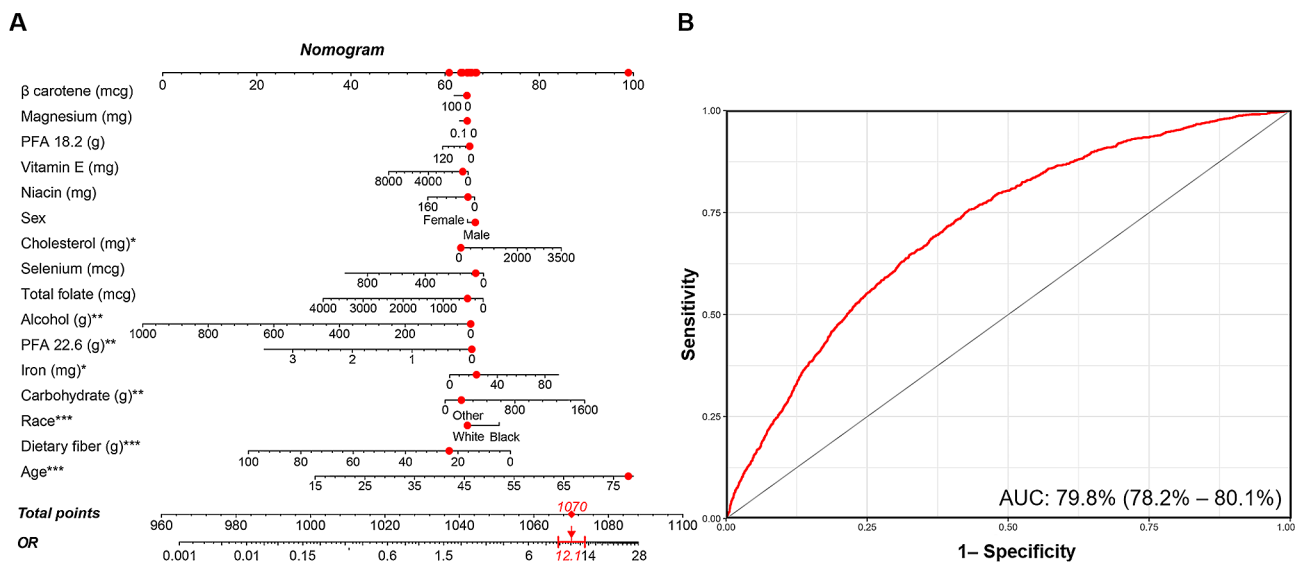 A
Nomogram
0 20 40 60 80 100
β carotene (mcg)
100 0
Magnesium (mg)
0.1 0
PFA 18.2 (g)
120 0
Vitamin E (mg)
8000 4000 0
Niacin (mg)
160 0
Sex
Female
Male
Cholesterol (mg)*
0 2000 3500
Selenium (mcg)
800 400 0
Total folate (mcg)
4000 3000 2000 1000 0
Alcohol (g)**
1000 800 600 400 200 0
PFA 22.6 (g)**
3 2 1 0
Iron (mg)*
0 40 80
Carbohydrate (g)**
0 800 1600
Other
Race***
White Black
Dietary fiber (g)***
100 80 60 40 20 0
Age***
15 25 35 45 55 65 75
1070
Total points
960 980 1000 1020 1040 1060 1080 1100
OR
0.001 0.01 0.15 0.6 1.5 6 12.1 14 28
B
1.00
0.75
0.50
0.25
0.00
Sensitivity
AUC: 79.8% (78.2% – 80.1%)
0.00 0.25 0.50 0.75 1.00
1– Specificity